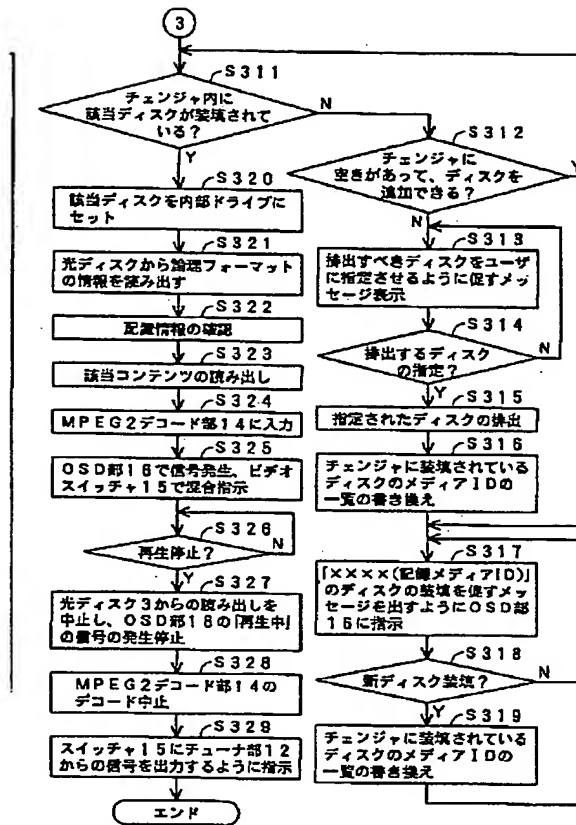 3
S311
チェンジャ内に
該当ディスクが装填されて
いる?
N
Y
S320
該当ディスクを内部ドライブに
セット
S321
光ディスクから論理フォーマット
の情報を読み出す
S322
配置情報の確認
S323
該当コンテンツの読み出し
S324
MPEG2デコード部14に入力
S325
OSD部16で信号発生、ビデオ
スイッチャ15で混合指示
S326
再生停止?
N
Y
S327
光ディスク3からの読み出しを
中止し、OSD部16の「再生中」
の信号の発生停止
S328
MPEG2デコード部14の
デコード中止
S329
スイッチャ15にチューナ部12
からの信号を出力するように指示
エンド
S312
チェンジャに
空きがあって、ディスクを
追加できる?
Y
N
S313
排出すべきディスクをユーザ
に指定させるように促すメッ
セージ表示
S314
排出するディスク
の指定?
N
Y
S315
指定されたディスクの排出
S316
チェンジャに装填されている
ディスクのメディアIDの
一覧の書き換え
S317
「××××(記録メディアID)」
のディスクの装填を促すメッ
セージを出すようにOSD部
16に指示
S318
新ディスク装填?
N
Y
S319
チェンジャに装填されている
ディスクのメディアIDの
一覧の書き換え